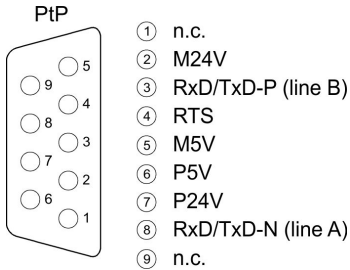 PtP
5
9
4
8
3
7
2
6
1
① n.c.
② M24V
③ RxD/TxD-P (line B)
④ RTS
⑤ M5V
⑥ P5V
⑦ P24V
⑧ RxD/TxD-N (line A)
⑨ n.c.